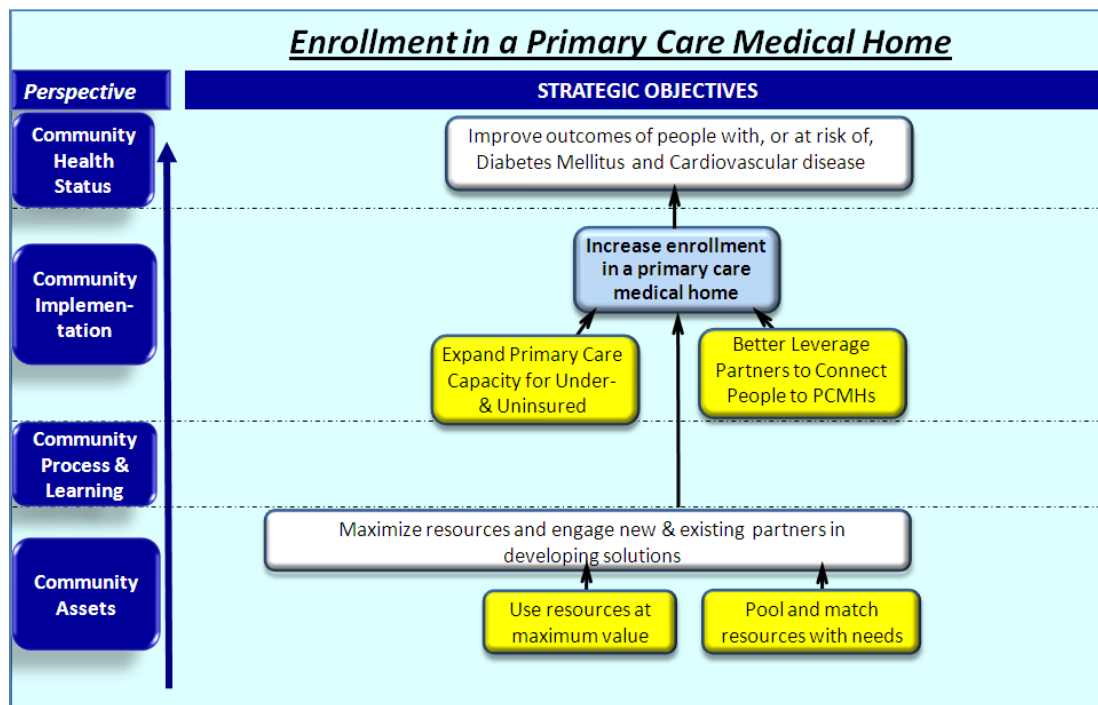 Enrollment in a Primary Care Medical Home
Perspective
STRATEGIC OBJECTIVES
Community
Health
Status
Improve outcomes of people with, or at risk of,
Diabetes Mellitus and Cardiovascular disease
Community
Implemen-
tation
Increase enrollment
in a primary care
medical home
Expand Primary Care
Capacity for Under-
& Uninsured
Better Leverage
Partners to Connect
People to PCMHs
Community
Process &
Learning
Maximize resources and engage new & existing partners in
developing solutions
Community
Assets
Use resources at
maximum value
Pool and match
resources with needs